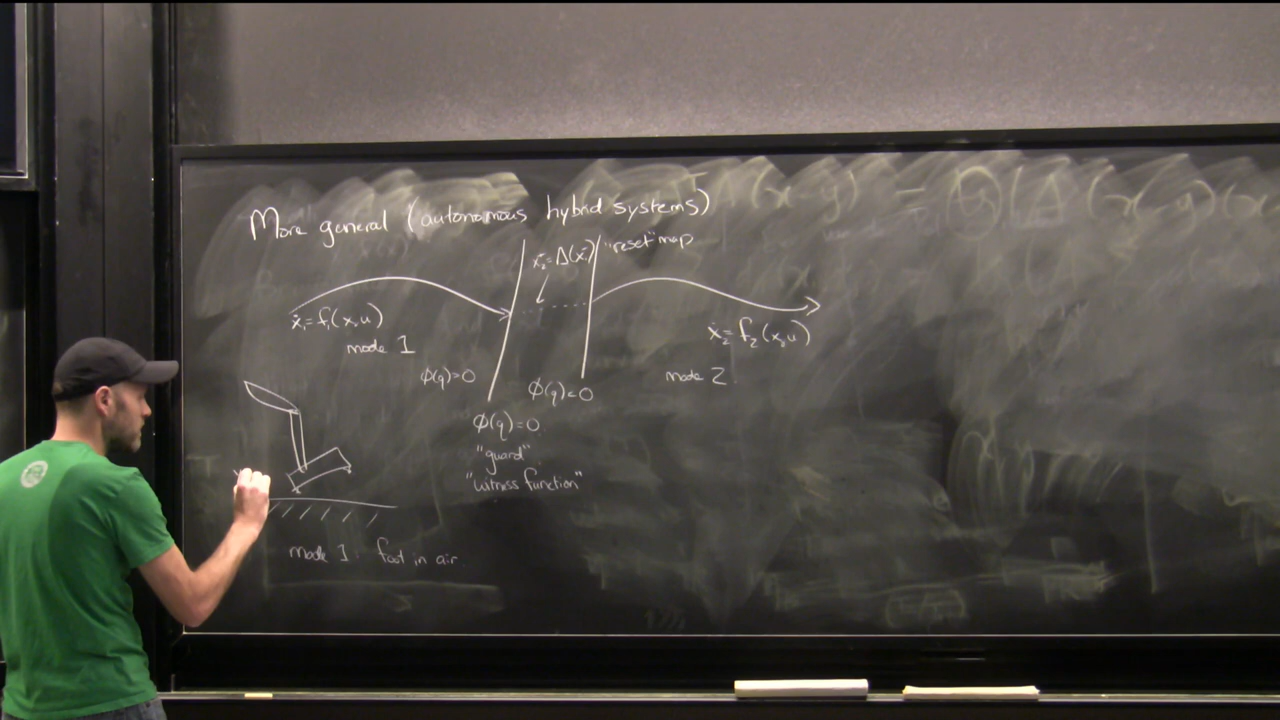 More general (autonomous hybrid systems)
x₂⁺=Δ(x₁⁻) "reset" map
ẋ₁=f₁(x,u)
mode 1
ẋ₂=f₂(x,u)
mode 2
ϕ(q)>0
ϕ(q)<0
ϕ(q)=0
"guard"
"witness function"
mode 1: foot in air